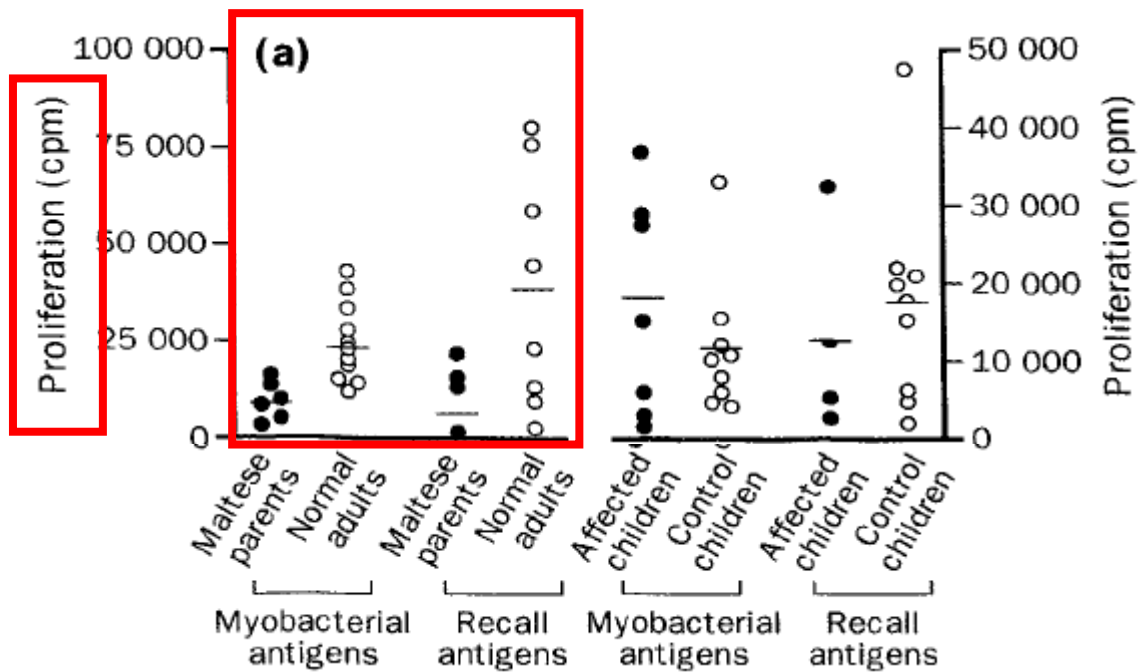 (a)
Proliferation (cpm)
100 000
75 000
50 000
25 000
0
Maltese
parents
Normal
adults
Maltese
parents
Normal
adults
Myobacterial
antigens
Recall
antigens
50 000
40 000
30 000
20 000
10 000
0
Proliferation (cpm)
Affected
children
Control
children
Affected
children
Control
children
Myobacterial
antigens
Recall
antigens